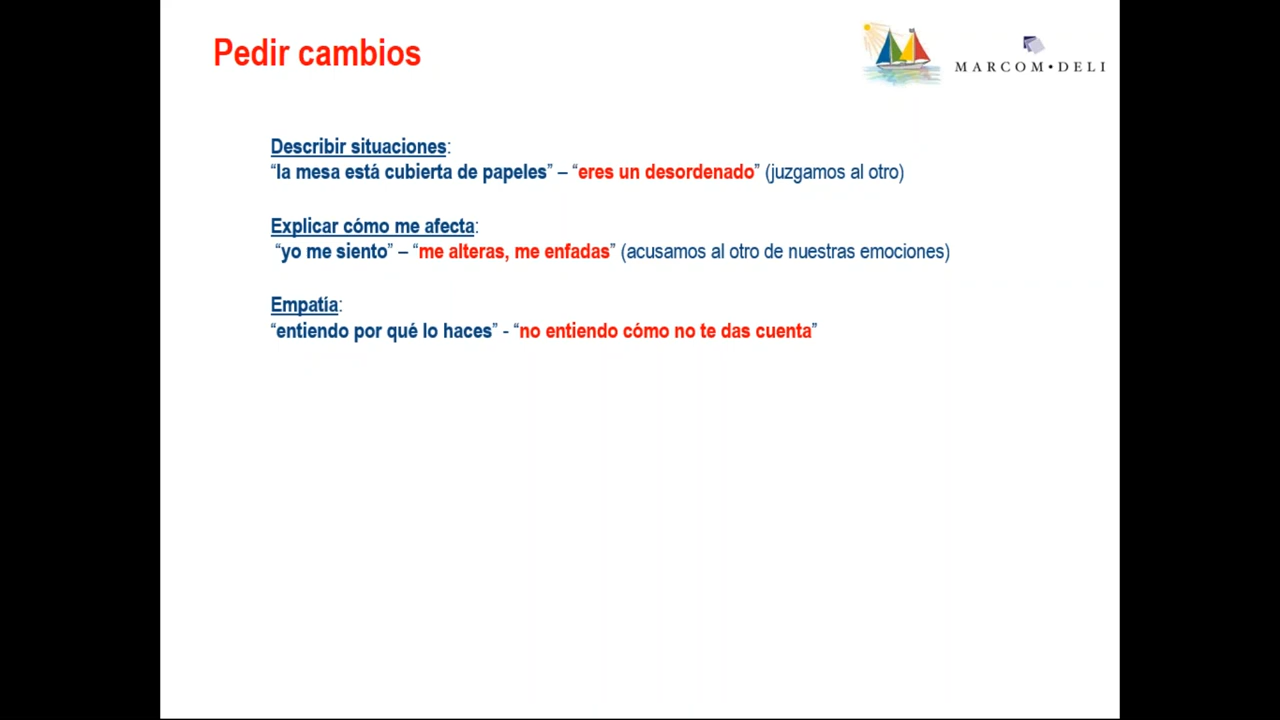 Pedir cambios
MARCOM•DELI
Describir situaciones:
“la mesa está cubierta de papeles” – “eres un desordenado” (juzgamos al otro)
Explicar cómo me afecta:
“yo me siento” – “me alteras, me enfadas” (acusamos al otro de nuestras emociones)
Empatía:
“entiendo por qué lo haces” - “no entiendo cómo no te das cuenta”